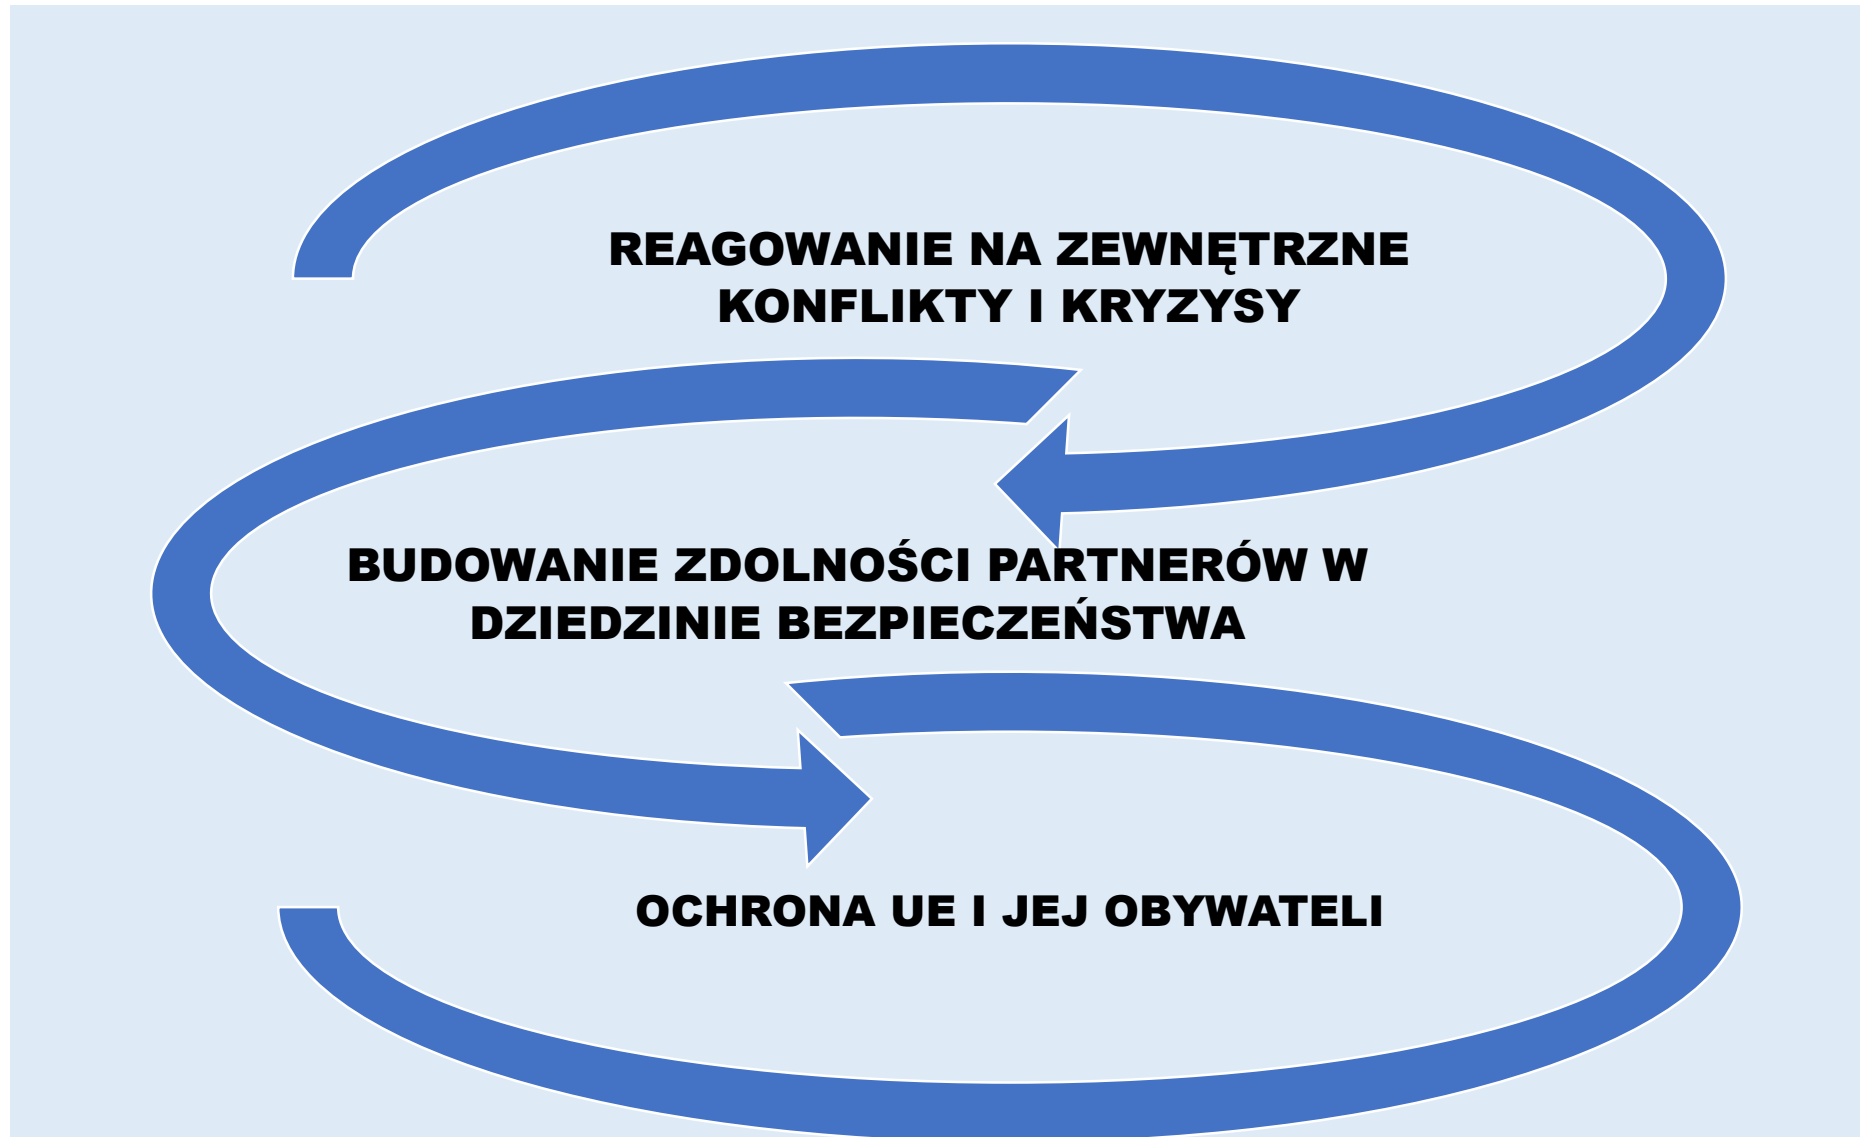 REAGOWANIE NA ZEWNĘTRZNE
KONFLIKTY I KRYZYSY
BUDOWANIE ZDOLNOŚCI PARTNERÓW W
DZIEDZINIE BEZPIECZEŃSTWA
OCHRONA UE I JEJ OBYWATELI